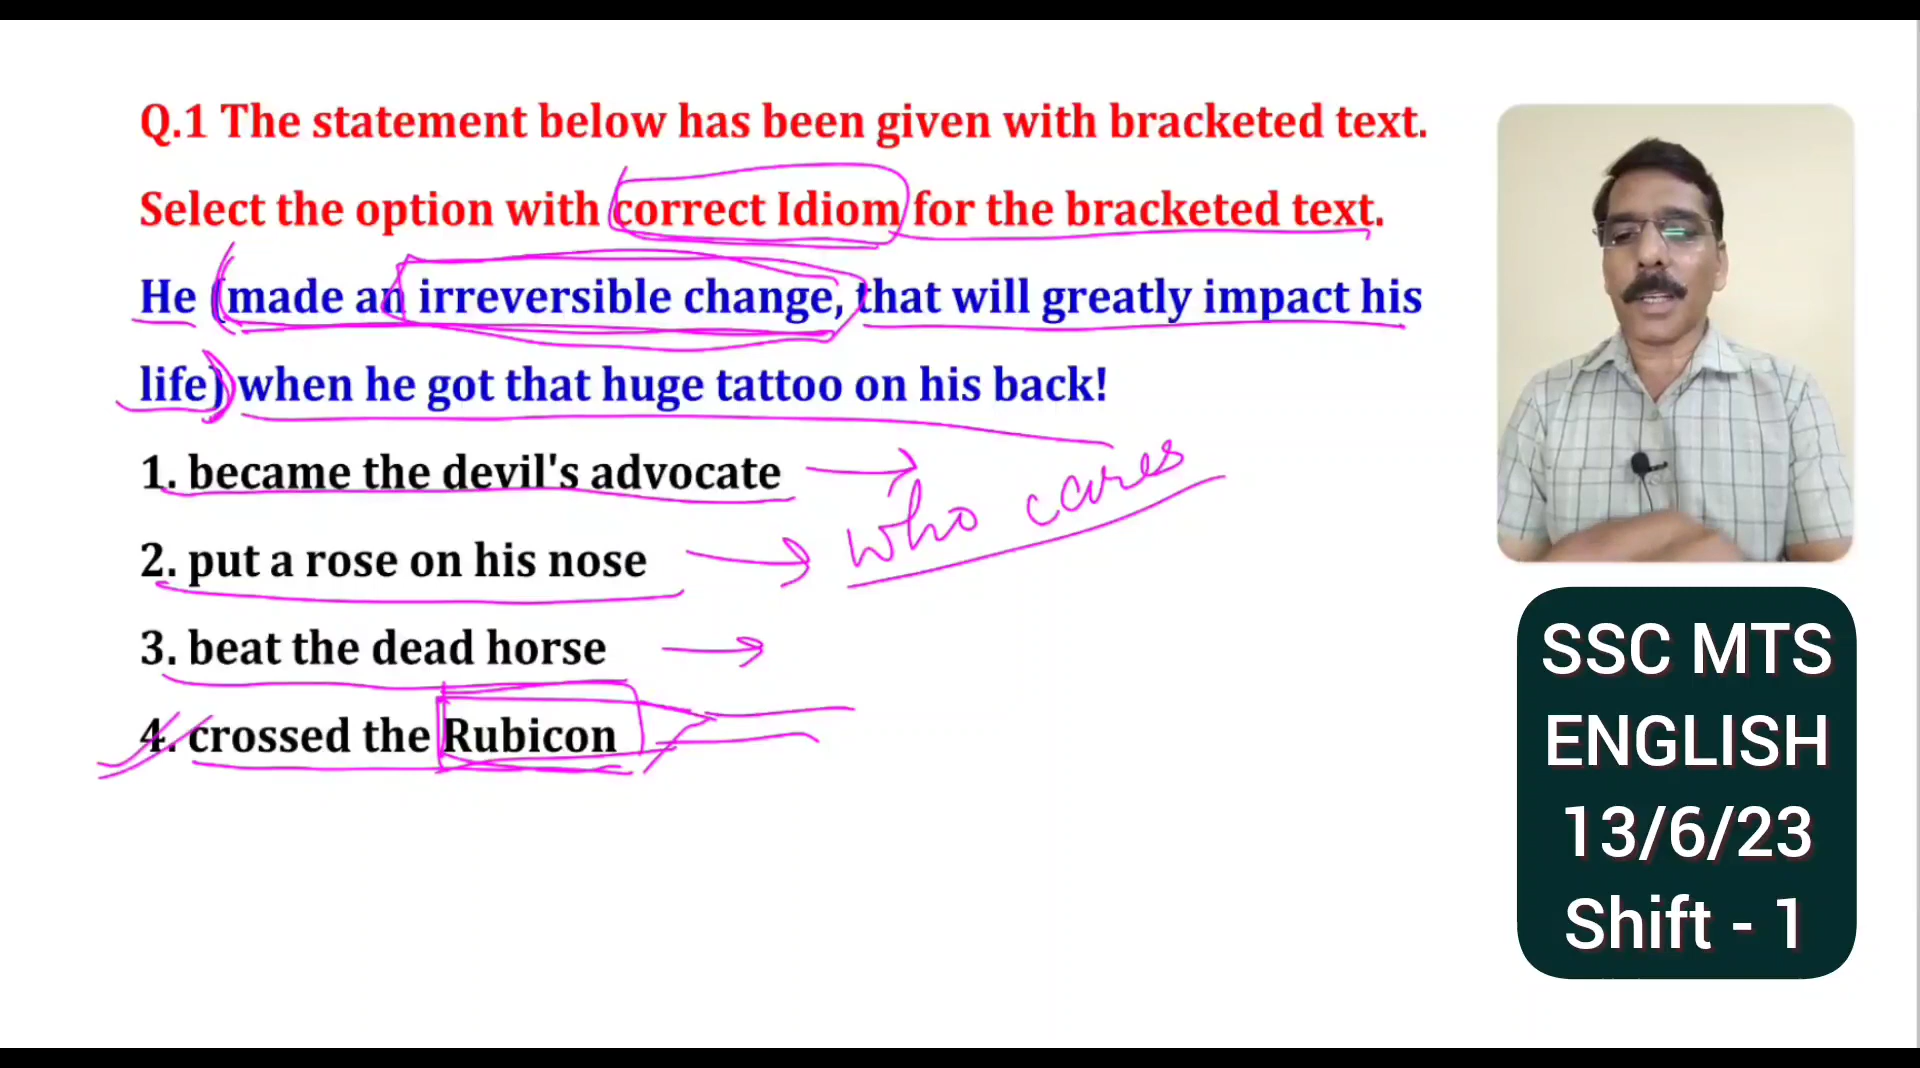 Q.1 The statement below has been given with bracketed text.
Select the option with correct Idiom for the bracketed text.
He (made an irreversible change, that will greatly impact his
life) when he got that huge tattoo on his back!
1. became the devil's advocate
who cares
2. put a rose on his nose
3. beat the dead horse
4. crossed the Rubicon
SSC MTS
ENGLISH
13/6/23
Shift - 1